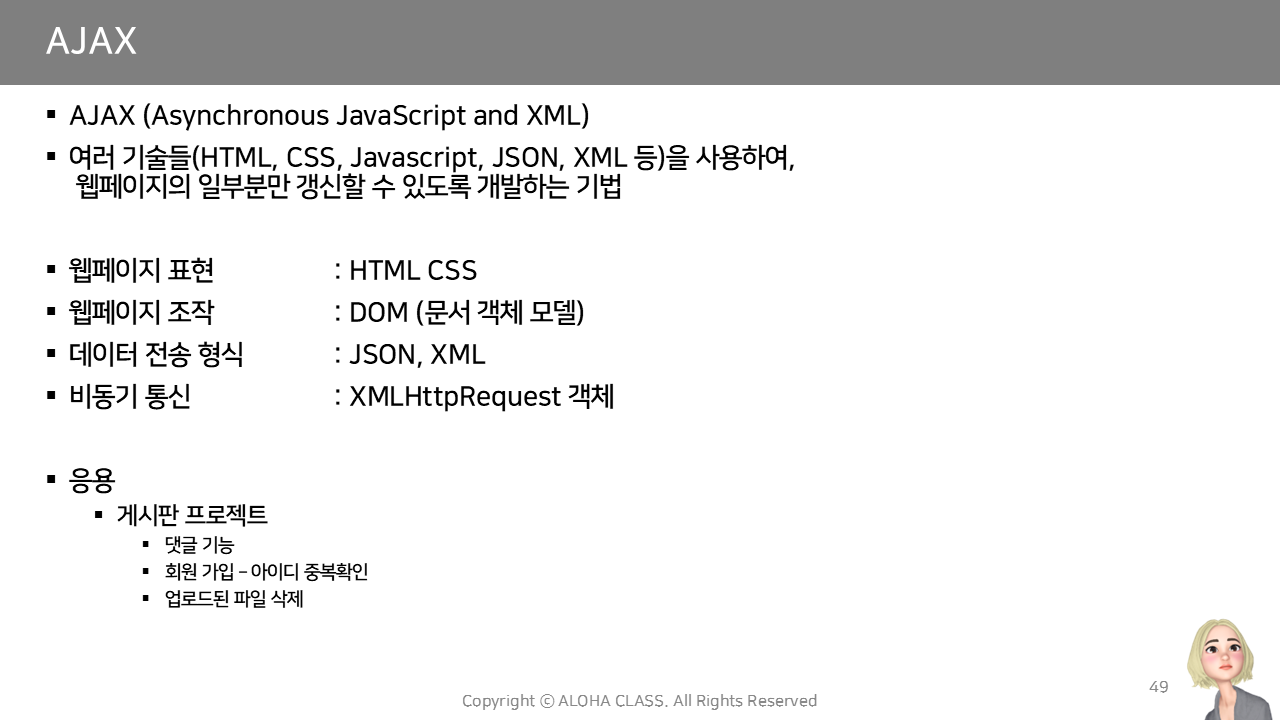 AJAX
▪ AJAX (Asynchronous JavaScript and XML)
▪ 여러 기술들(HTML, CSS, Javascript, JSON, XML 등)을 사용하여,
웹페이지의 일부분만 갱신할 수 있도록 개발하는 기법
▪ 웹페이지 표현 : HTML CSS
▪ 웹페이지 조작 : DOM (문서 객체 모델)
▪ 데이터 전송 형식 : JSON, XML
▪ 비동기 통신 : XMLHttpRequest 객체
▪ 응용
▪ 게시판 프로젝트
▪ 댓글 기능
▪ 회원 가입 – 아이디 중복확인
▪ 업로드된 파일 삭제
49
Copyright ⓒ ALOHA CLASS. All Rights Reserved